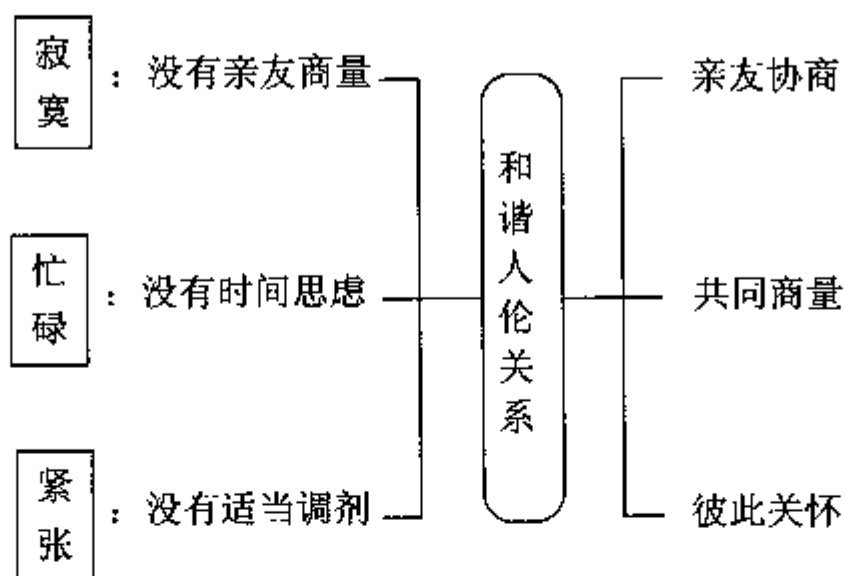 寂寞：没有亲友商量
忙碌：没有时间思虑
紧张：没有适当调剂
和谐人伦关系
亲友协商
共同商量
彼此关怀